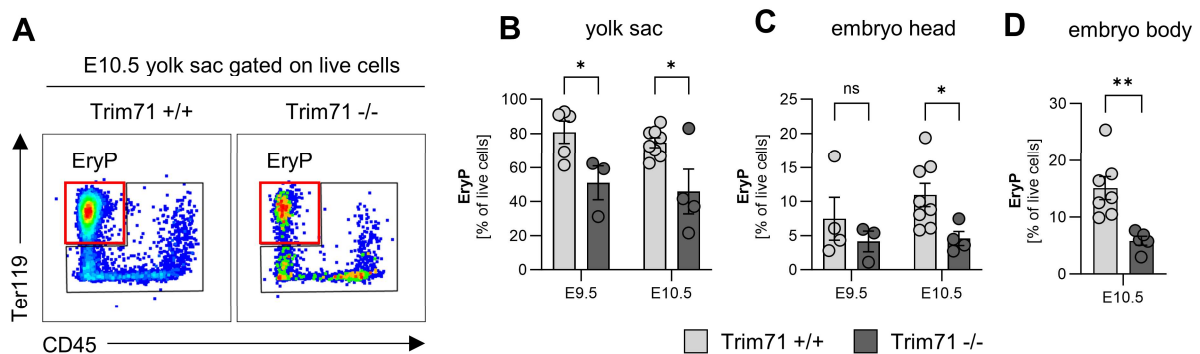 A
E10.5 yolk sac gated on live cells
Trim71 +/+
Trim71 -/-
EryP
EryP
Ter119
CD45
B
yolk sac
EryP
[% of live cells]
100
80
60
40
20
0
*
*
E9.5
E10.5
C
embryo head
EryP
[% of live cells]
25
20
15
10
5
0
ns
*
E9.5
E10.5
D
embryo body
EryP
[% of live cells]
30
20
10
0
**
E10.5
Trim71 +/+
Trim71 -/-